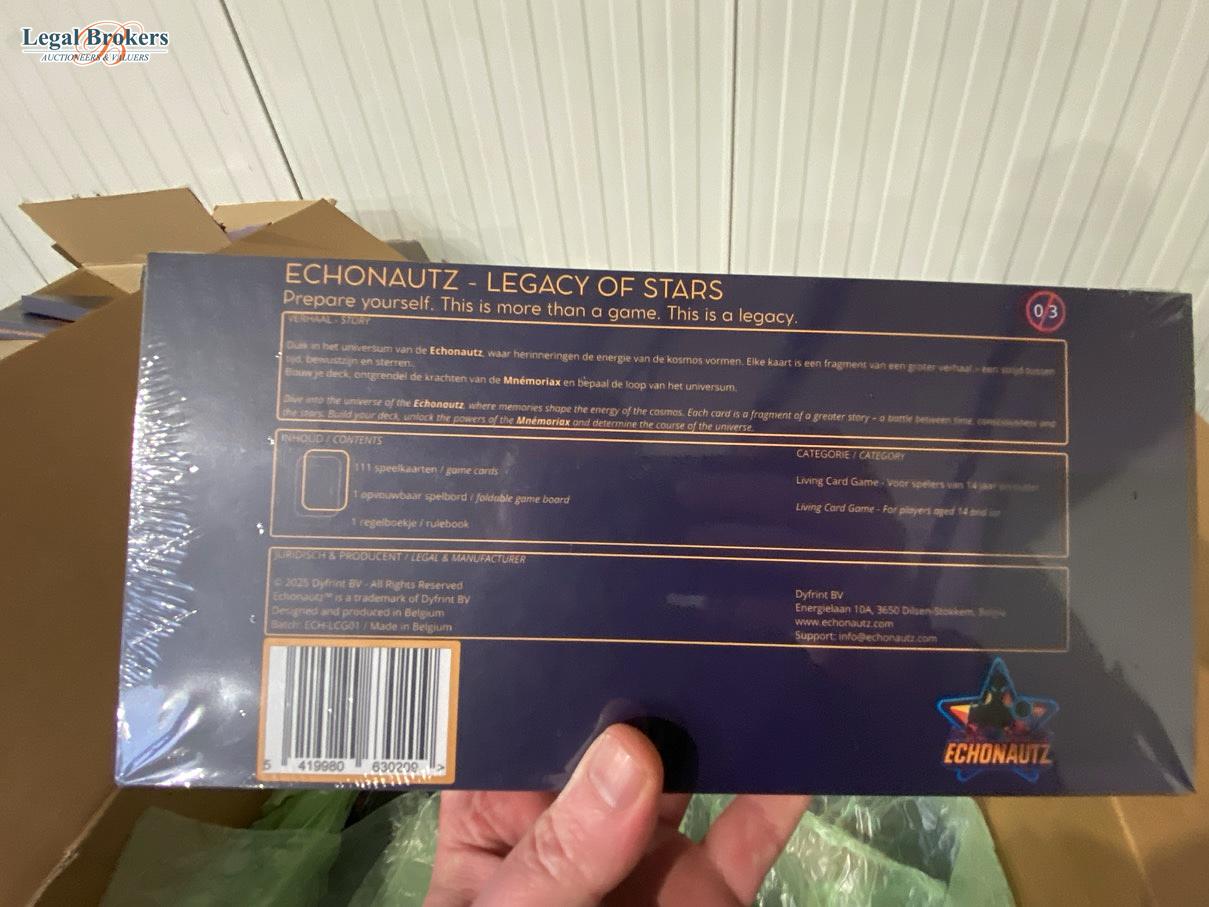 Legal Brokers
AUCTIONEERS & VALUERS
ECHONAUTZ - LEGACY OF STARS
Prepare yourself. This is more than a game. This is a legacy.
0/3
VERHAAL - STORY
Duik in het universum van de Echonautz, waar herinneringen de energie van de kosmos vormen. Elke kaart is een fragment van een groter verhaal - een strijd tussen
tijd, bewustzijn en sterren.
Bouw je deck, ontgrendel de krachten van de Mnémoriax en bepaal de loop van het universum.
Dive into the universe of the Echonautz, where memories shape the energy of the cosmos. Each card is a fragment of a greater story – a battle between time, consciousness and
the stars. Build your deck, unlock the powers of the Mnémoriax and determine the course of the universe.
INHOUD / CONTENTS
111 speelkaarten / game cards
1 opvouwbaar spelbord / foldable game board
1 regelboekje / rulebook
CATEGORIE / CATEGORY
Living Card Game - Voor spelers van 14 jaar en ouder
Living Card Game - For players aged 14 and up
JURIDISCH & PRODUCENT / LEGAL & MANUFACTURER
© 2025 Dyfrint BV - All Rights Reserved
Echonautz™ is a trademark of Dyfrint BV
Designed and produced in Belgium
Batch: ECH-LCG01 / Made in Belgium
Dyfrint BV
Energielaan 10A, 3650 Dilsen-Stokkem, België
www.echonautz.com
Support: info@echonautz.com
5 419980 630209 >
ECHONAUTZ